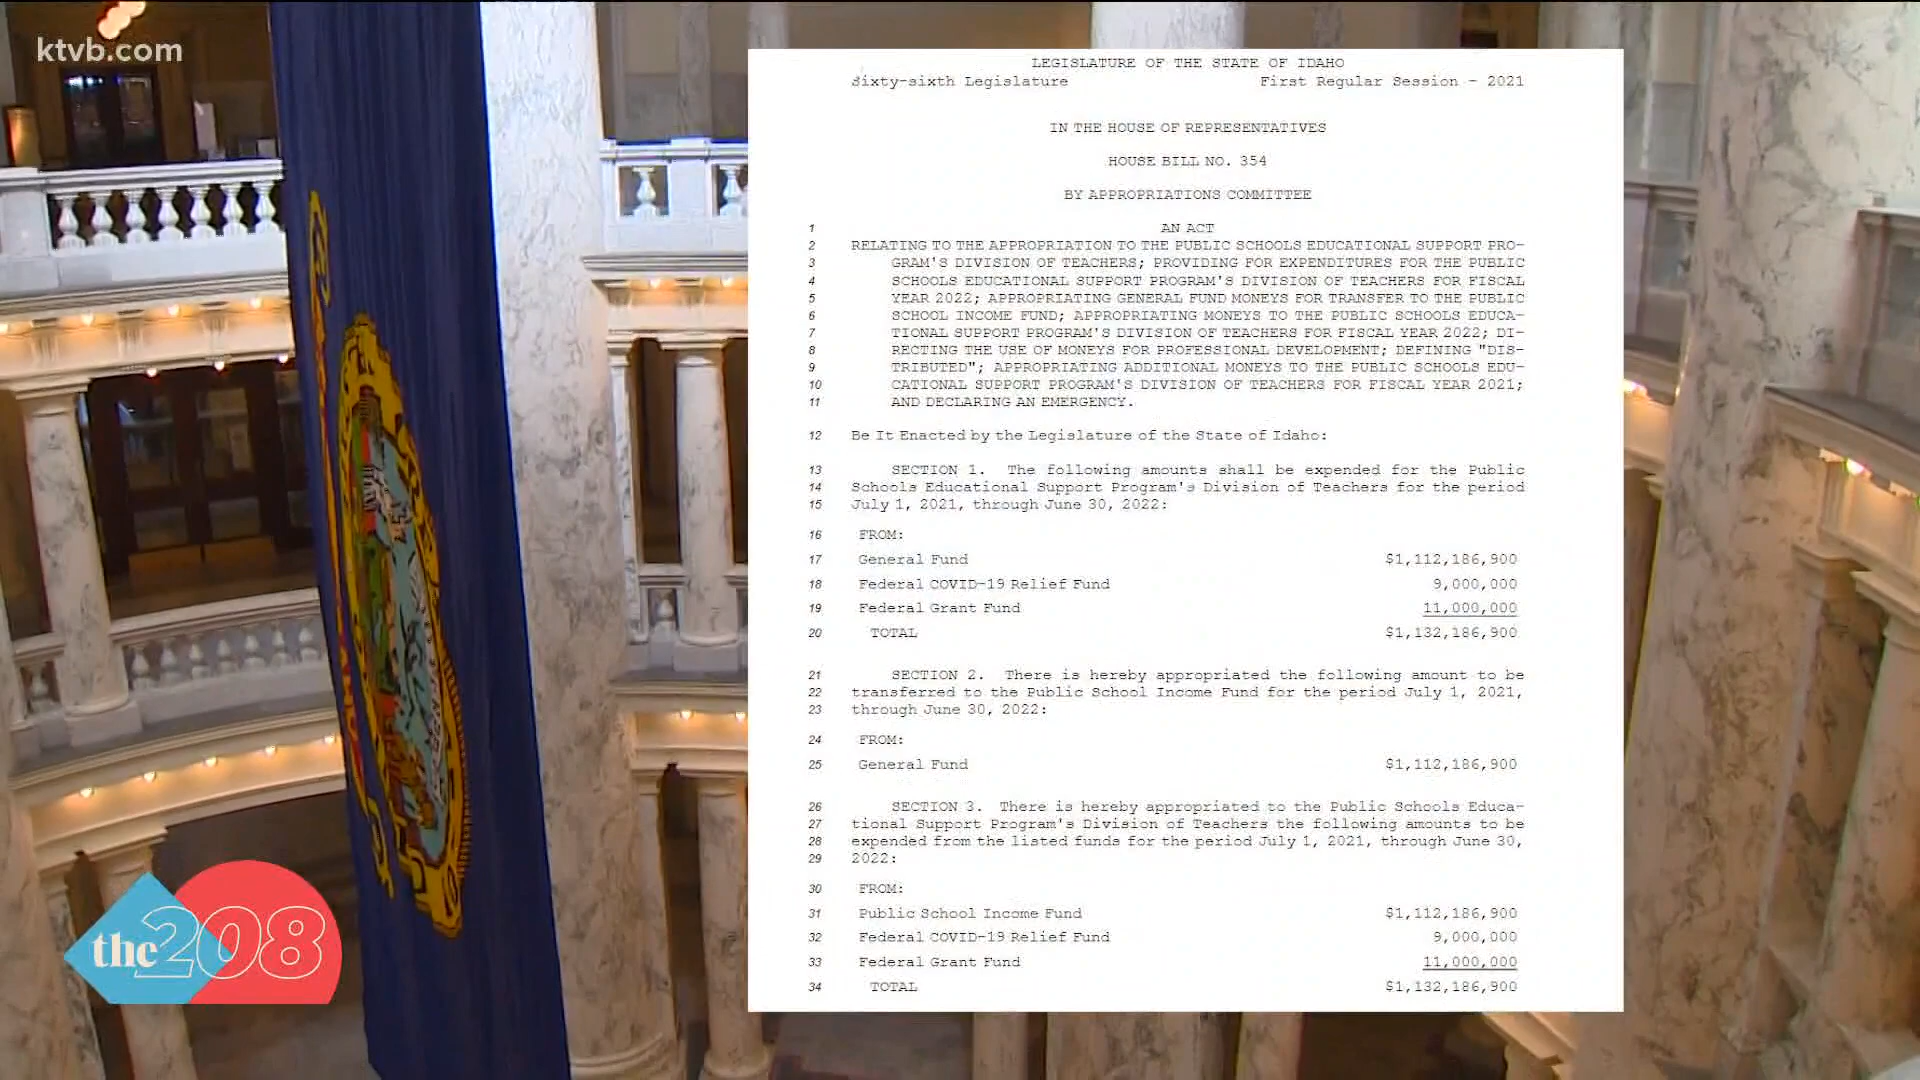 ktvb.com
LEGISLATURE OF THE STATE OF IDAHO
Sixty-sixth Legislature First Regular Session - 2021
IN THE HOUSE OF REPRESENTATIVES
HOUSE BILL NO. 354
BY APPROPRIATIONS COMMITTEE
1 AN ACT
2 RELATING TO THE APPROPRIATION TO THE PUBLIC SCHOOLS EDUCATIONAL SUPPORT PRO-
3 GRAM'S DIVISION OF TEACHERS; PROVIDING FOR EXPENDITURES FOR THE PUBLIC
4 SCHOOLS EDUCATIONAL SUPPORT PROGRAM'S DIVISION OF TEACHERS FOR FISCAL
5 YEAR 2022; APPROPRIATING GENERAL FUND MONEYS FOR TRANSFER TO THE PUBLIC
6 SCHOOL INCOME FUND; APPROPRIATING MONEYS TO THE PUBLIC SCHOOLS EDUCA-
7 TIONAL SUPPORT PROGRAM'S DIVISION OF TEACHERS FOR FISCAL YEAR 2022; DI-
8 RECTING THE USE OF MONEYS FOR PROFESSIONAL DEVELOPMENT; DEFINING "DIS-
9 TRIBUTED"; APPROPRIATING ADDITIONAL MONEYS TO THE PUBLIC SCHOOLS EDU-
10 CATIONAL SUPPORT PROGRAM'S DIVISION OF TEACHERS FOR FISCAL YEAR 2021;
11 AND DECLARING AN EMERGENCY.
12 Be It Enacted by the Legislature of the State of Idaho:
13 SECTION 1. The following amounts shall be expended for the Public
14 Schools Educational Support Program's Division of Teachers for the period
15 July 1, 2021, through June 30, 2022:
16 FROM:
17 General Fund $1,112,186,900
18 Federal COVID-19 Relief Fund 9,000,000
19 Federal Grant Fund 11,000,000
20 TOTAL $1,132,186,900
21 SECTION 2. There is hereby appropriated the following amount to be
22 transferred to the Public School Income Fund for the period July 1, 2021,
23 through June 30, 2022:
24 FROM:
25 General Fund $1,112,186,900
26 SECTION 3. There is hereby appropriated to the Public Schools Educa-
27 tional Support Program's Division of Teachers the following amounts to be
28 expended from the listed funds for the period July 1, 2021, through June 30,
29 2022:
30 FROM:
31 Public School Income Fund $1,112,186,900
32 Federal COVID-19 Relief Fund 9,000,000
33 Federal Grant Fund 11,000,000
34 TOTAL $1,132,186,900
the 208